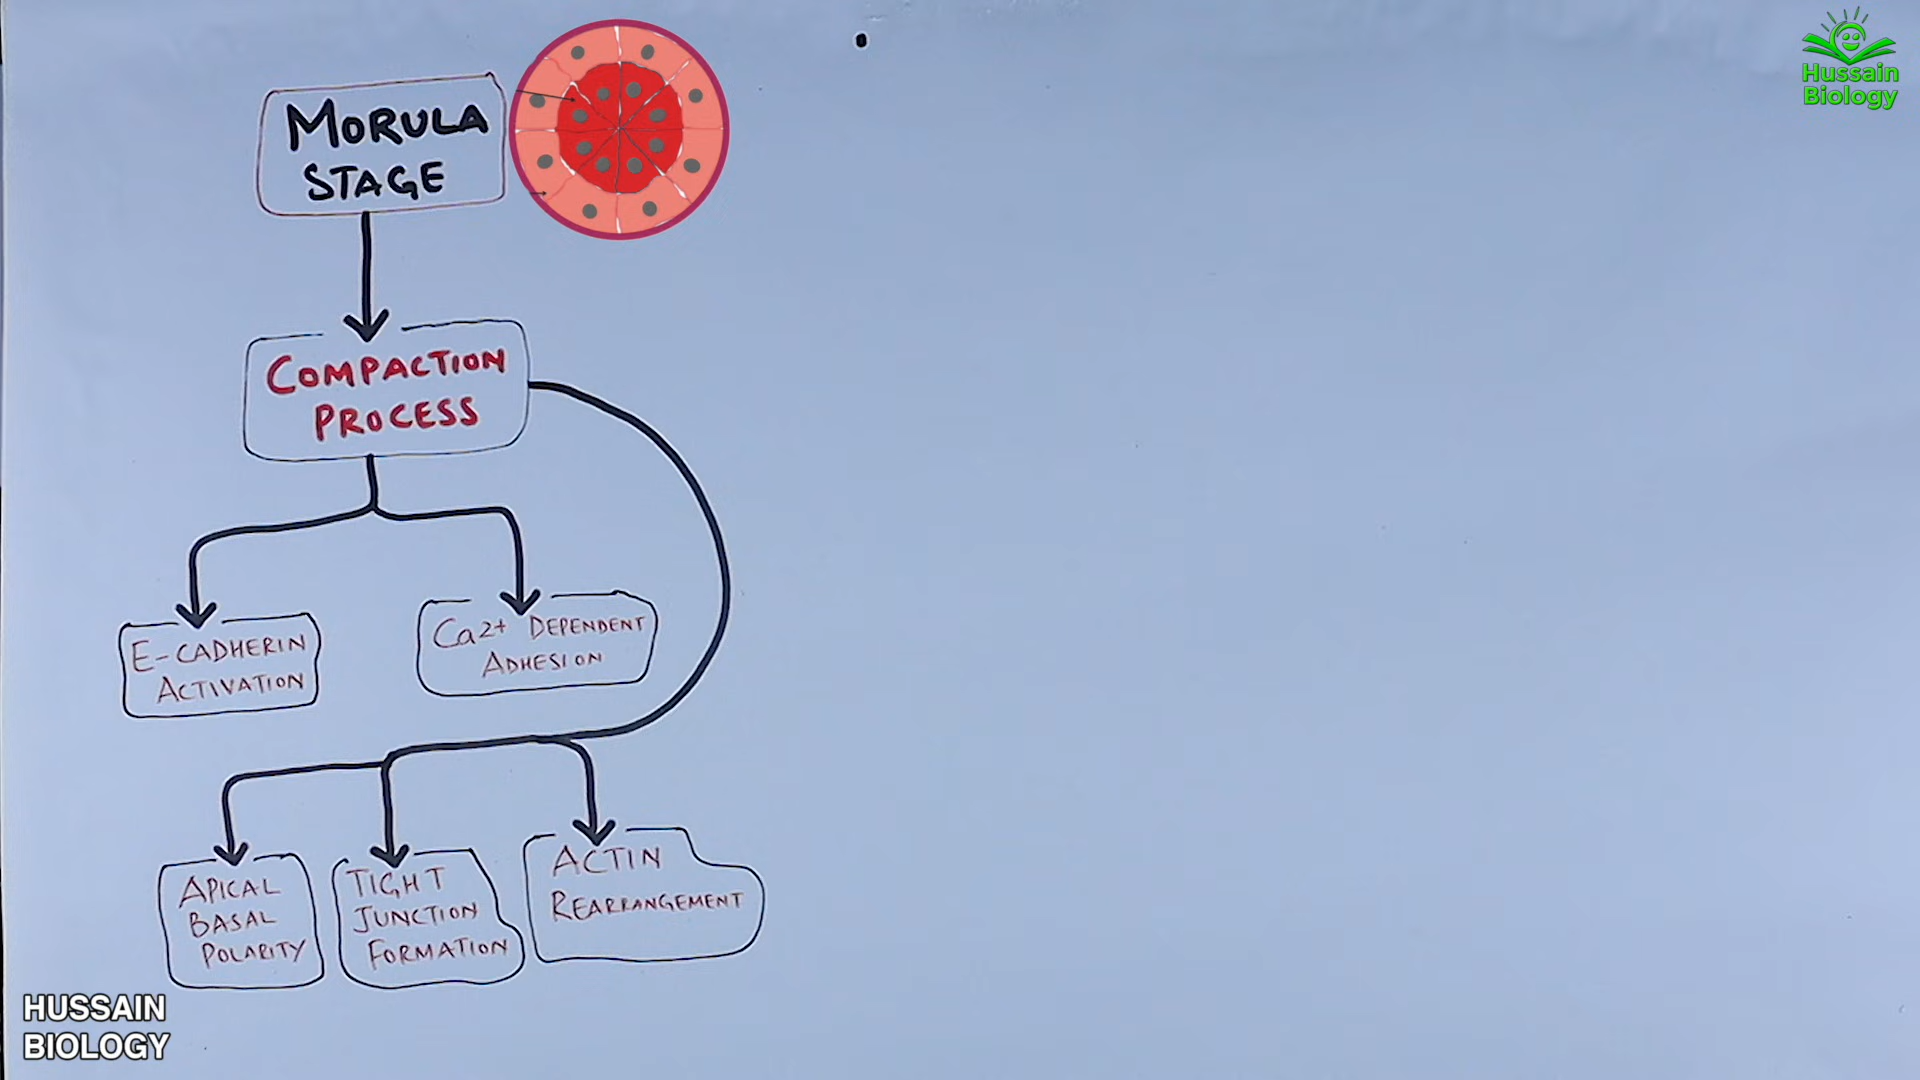 MORULA
STAGE
COMPACTION
PROCESS
E-CADHERIN
ACTIVATION
Ca2+ DEPENDENT
ADHESION
APICAL
BASAL
POLARITY
TIGHT
JUNCTION
FORMATION
ACTIN
REARRANGEMENT
Hussain
Biology
HUSSAIN
BIOLOGY